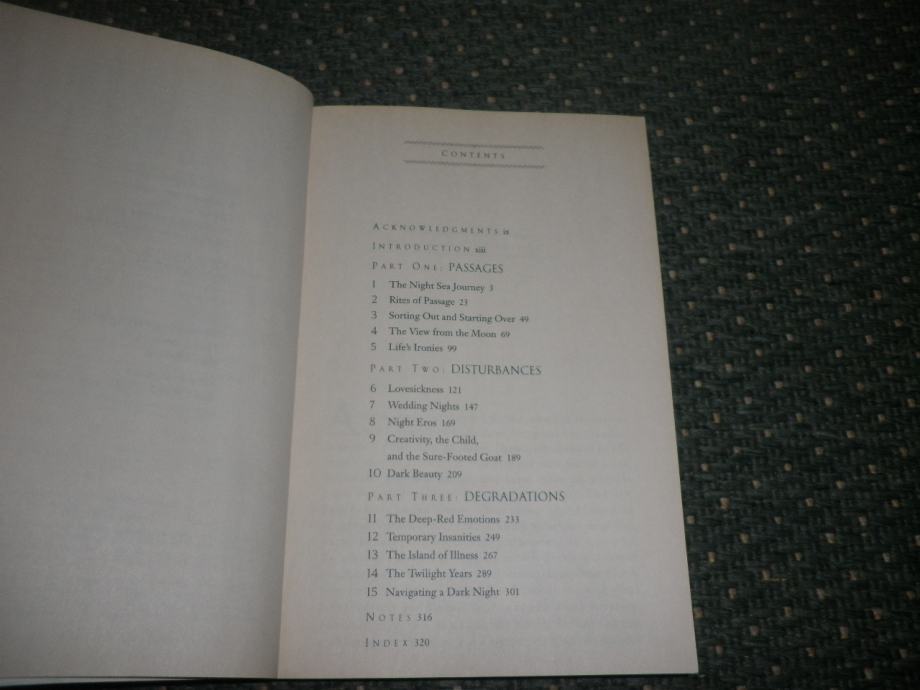 CONTENTS
ACKNOWLEDGMENTS ix
INTRODUCTION xiii
PART ONE: PASSAGES
1 The Night Sea Journey 3
2 Rites of Passage 23
3 Sorting Out and Starting Over 49
4 The View from the Moon 69
5 Life's Ironies 99
PART TWO: DISTURBANCES
6 Lovesickness 121
7 Wedding Nights 147
8 Night Eros 169
9 Creativity, the Child,
and the Sure-Footed Goat 189
10 Dark Beauty 209
PART THREE: DEGRADATIONS
11 The Deep-Red Emotions 233
12 Temporary Insanities 249
13 The Island of Illness 267
14 The Twilight Years 289
15 Navigating a Dark Night 301
NOTES 316
INDEX 320